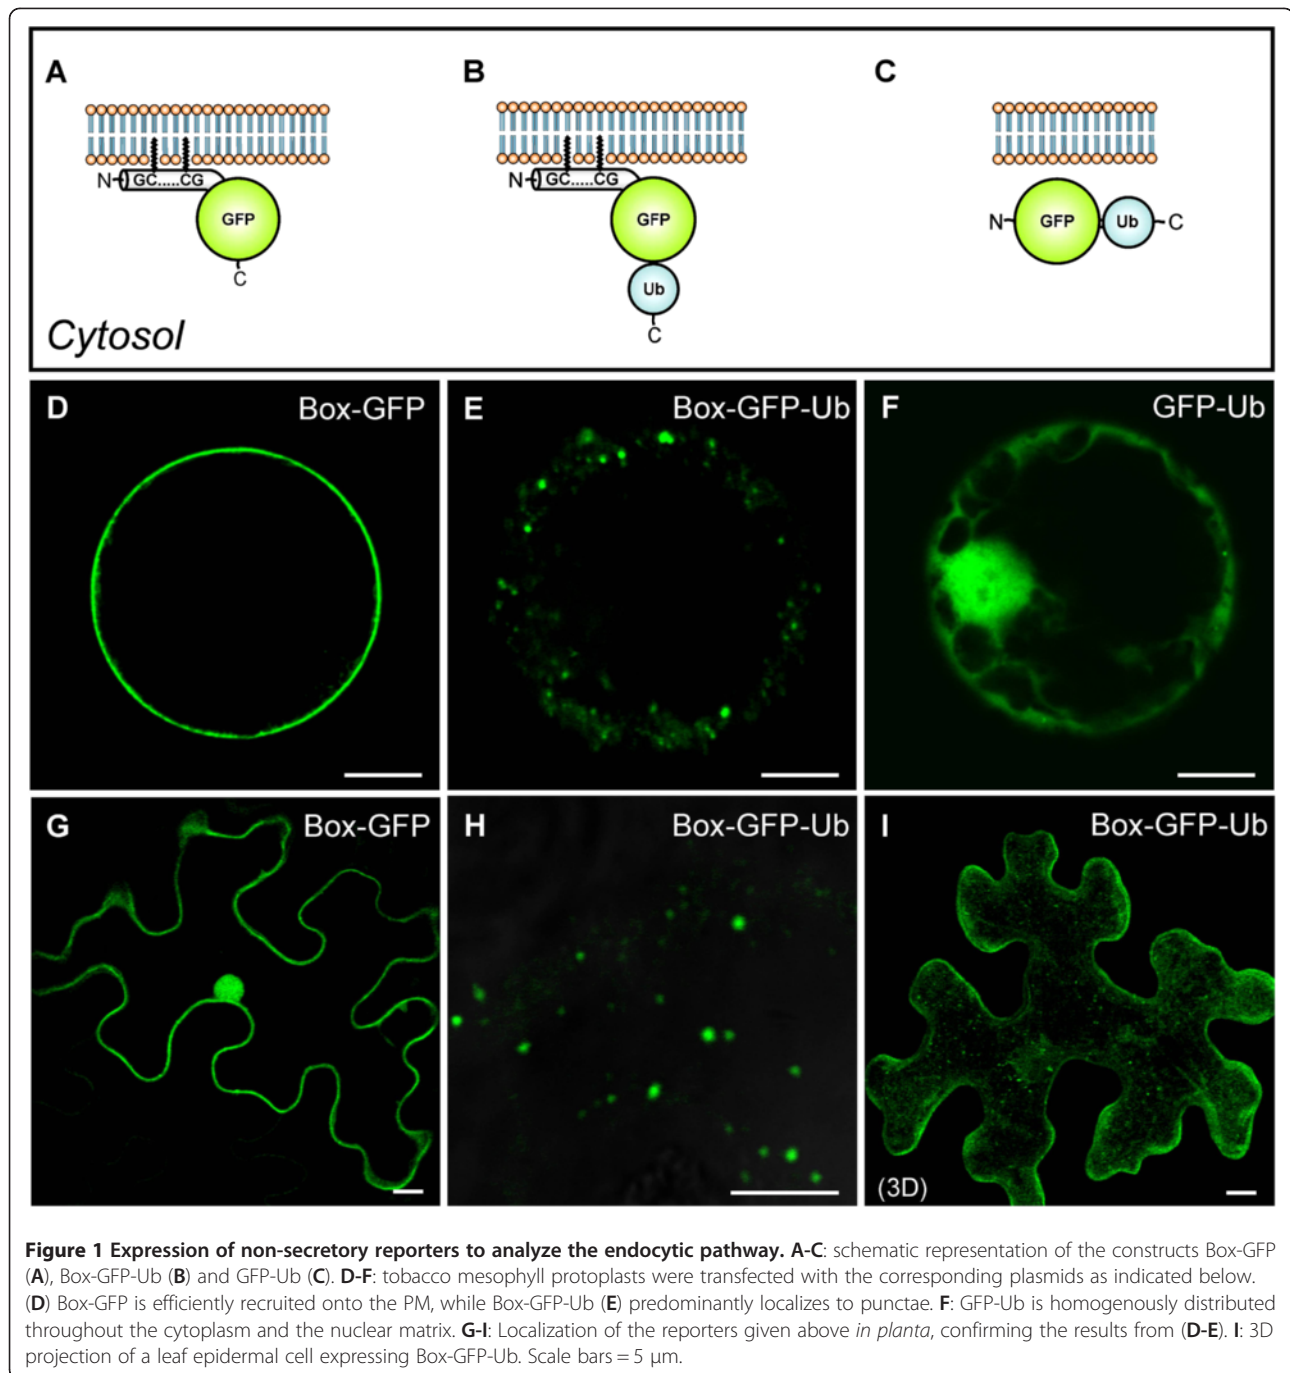 A
B
C
N
GC.....CG
GFP
C
N
GC.....CG
GFP
Ub
C
N
GFP
Ub
C
Cytosol
D
Box-GFP
E
Box-GFP-Ub
F
GFP-Ub
G
Box-GFP
H
Box-GFP-Ub
I
Box-GFP-Ub
(3D)
Figure 1 Expression of non-secretory reporters to analyze the endocytic pathway. A-C: schematic representation of the constructs Box-GFP
(A), Box-GFP-Ub (B) and GFP-Ub (C). D-F: tobacco mesophyll protoplasts were transfected with the corresponding plasmids as indicated below.
(D) Box-GFP is efficiently recruited onto the PM, while Box-GFP-Ub (E) predominantly localizes to punctae. F: GFP-Ub is homogenously distributed
throughout the cytoplasm and the nuclear matrix. G-I: Localization of the reporters given above in planta, confirming the results from (D-E). I: 3D
projection of a leaf epidermal cell expressing Box-GFP-Ub. Scale bars = 5 µm.